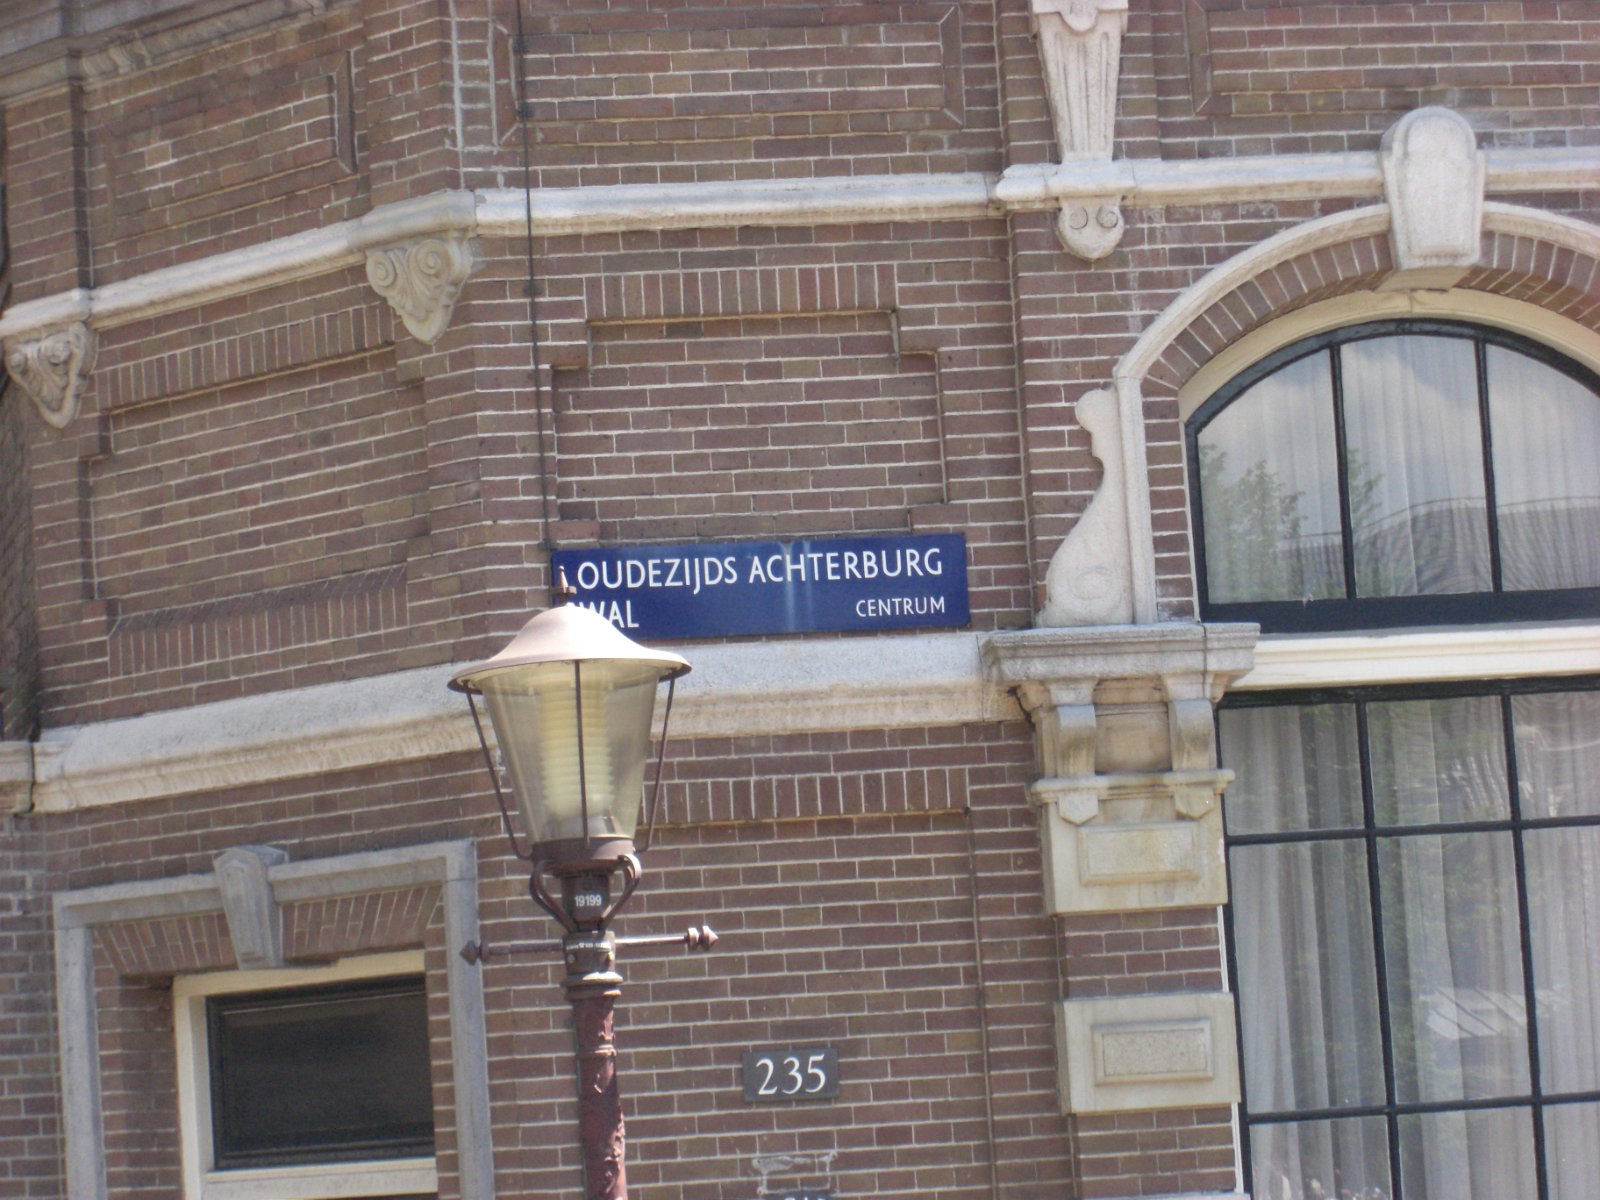 OUDEZIJDS ACHTERBURG
WAL CENTRUM
19199
235